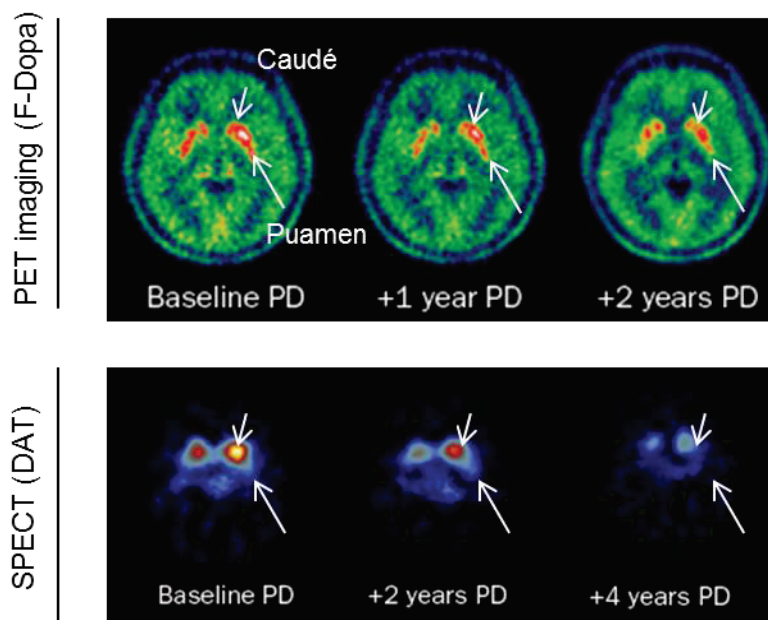 PET imaging (F-Dopa)
Caudé
Puamen
Baseline PD
+1 year PD
+2 years PD
SPECT (DAT)
Baseline PD
+2 years PD
+4 years PD